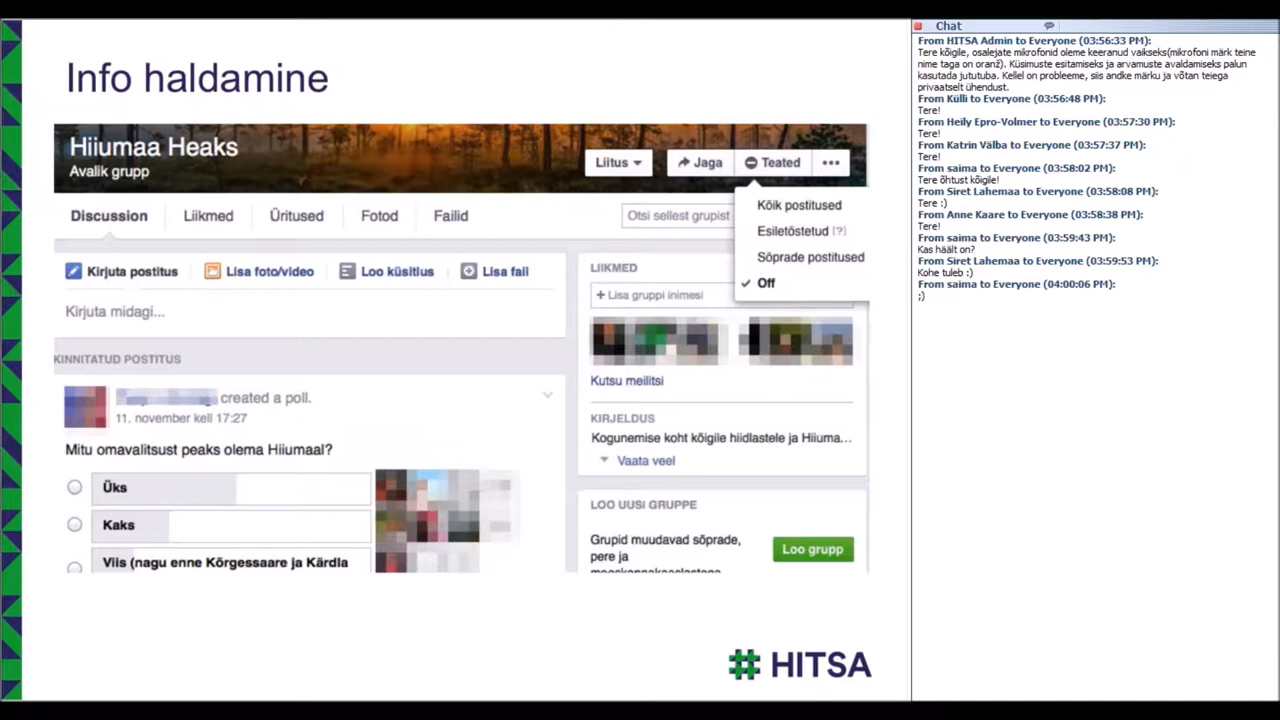 Info haldamine
Hiiumaa Heaks
Avalik grupp
Liitus
Jaga
Teated
•••
Kõik postitused
Esiletõstetud [?]
Sõprade postitused
✓ Off
Discussion
Liikmed
Üritused
Fotod
Failid
Otsi sellest grupist
Kirjuta postitus
Lisa foto/video
Loo küsitlus
Lisa fail
Kirjuta midagi...
KINNITATUD POSTITUS
created a poll.
11. november kell 17:27
Mitu omavalitsust peaks olema Hiiumaal?
Üks
Kaks
Viis (nagu enne Kõrgessaare ja Kärdla
LIIKMED
+ Lisa gruppi inimesi
Kutsu meilitsi
KIRJELDUS
Kogunemise koht kõigile hiidlastele ja Hiiuma...
Vaata veel
LOO UUSI GRUPPE
Grupid muudavad sõprade,
pere ja
Loo grupp
HITSA
Chat
From HITSA Admin to Everyone (03:56:33 PM):
Tere kõigile, osalejate mikrofonid oleme keeranud vaikseks(mikrofoni märk teine
nime taga on oranž). Küsimuste esitamiseks ja arvamuste avaldamiseks palun
kasutada jututuba. Kellel on probleeme, siis andke märku ja võtan teiega
privaatselt ühendust.
From Külli to Everyone (03:56:48 PM):
Tere!
From Heily Epro-Volmer to Everyone (03:57:30 PM):
Tere!
From Katrin Välba to Everyone (03:57:37 PM):
Tere!
From saima to Everyone (03:58:02 PM):
Tere õhtust kõigile!
From Siret Lahemaa to Everyone (03:58:08 PM):
Tere :)
From Anne Kaare to Everyone (03:58:38 PM):
Tere!
From saima to Everyone (03:59:43 PM):
Kas häält on?
From Siret Lahemaa to Everyone (03:59:53 PM):
Kohe tuleb :)
From saima to Everyone (04:00:06 PM):
;)